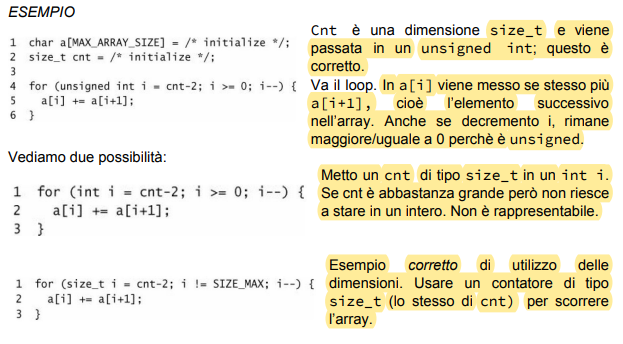 ESEMPIO
1 char a[MAX_ARRAY_SIZE] = /* initialize */;
2 size_t cnt = /* initialize */;
3
4 for (unsigned int i = cnt-2; i >= 0; i--) {
5   a[i] += a[i+1];
6 }
Cnt è una dimensione size_t e viene
passata in un unsigned int; questo è
corretto.
Va il loop. In a[i] viene messo se stesso più
a[i+1], cioè l'elemento successivo
nell'array. Anche se decremento i, rimane
maggiore/uguale a 0 perchè è unsigned.
Vediamo due possibilità:
1 for (int i = cnt-2; i >= 0; i--) {
2   a[i] += a[i+1];
3 }
Metto un cnt di tipo size_t in un int i.
Se cnt è abbastanza grande però non riesce
a stare in un intero. Non è rappresentabile.
1 for (size_t i = cnt-2; i != SIZE_MAX; i--) {
2   a[i] += a[i+1];
3 }
Esempio corretto di utilizzo delle
dimensioni. Usare un contatore di tipo
size_t (lo stesso di cnt) per scorrere
l'array.